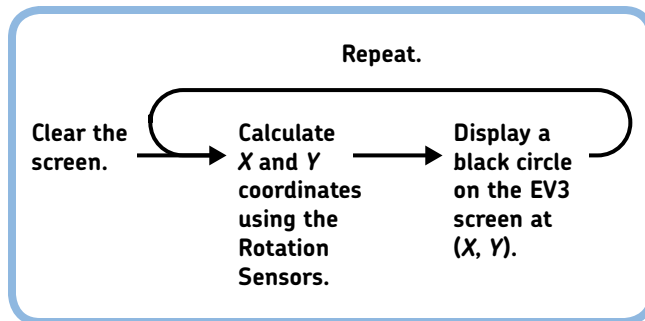 Repeat.
Clear the
screen.
Calculate
X and Y
coordinates
using the
Rotation
Sensors.
Display a
black circle
on the EV3
screen at
(X, Y).